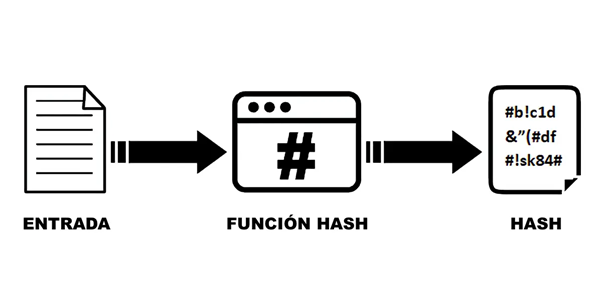 #
#b!c1d
&”(#df
#!sk84#
ENTRADA
FUNCIÓN HASH
HASH